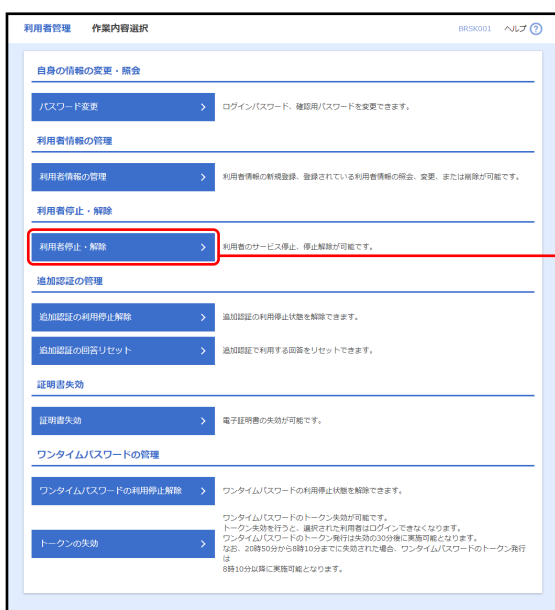 利用者管理 作業内容選択
BRSK001 ヘルプ ?
自身の情報の変更・照会
パスワード変更
ログインパスワード、確認用パスワードを変更できます。
利用者情報の管理
利用者情報の管理
利用者情報の新規登録、登録されている利用者情報の照会、変更、または削除が可能です。
利用者停止・解除
利用者停止・解除
利用者のサービス停止、停止解除が可能です。
追加認証の管理
追加認証の利用停止解除
追加認証の利用停止状態を解除できます。
追加認証の回答リセット
追加認証で利用する回答をリセットできます。
証明書失効
証明書失効
電子証明書の失効が可能です。
ワンタイムパスワードの管理
ワンタイムパスワードの利用停止解除
ワンタイムパスワードの利用停止状態を解除できます。
トークンの失効
ワンタイムパスワードのトークン失効が可能です。
トークン失効を行うと、選択された利用者はログインできなくなります。
ワンタイムパスワードのトークン発行は失効の30分後に実施可能となります。
なお、20時50分から8時10分までに失効された場合、ワンタイムパスワードのトークン発行
は
8時10分以降に実施可能となります。